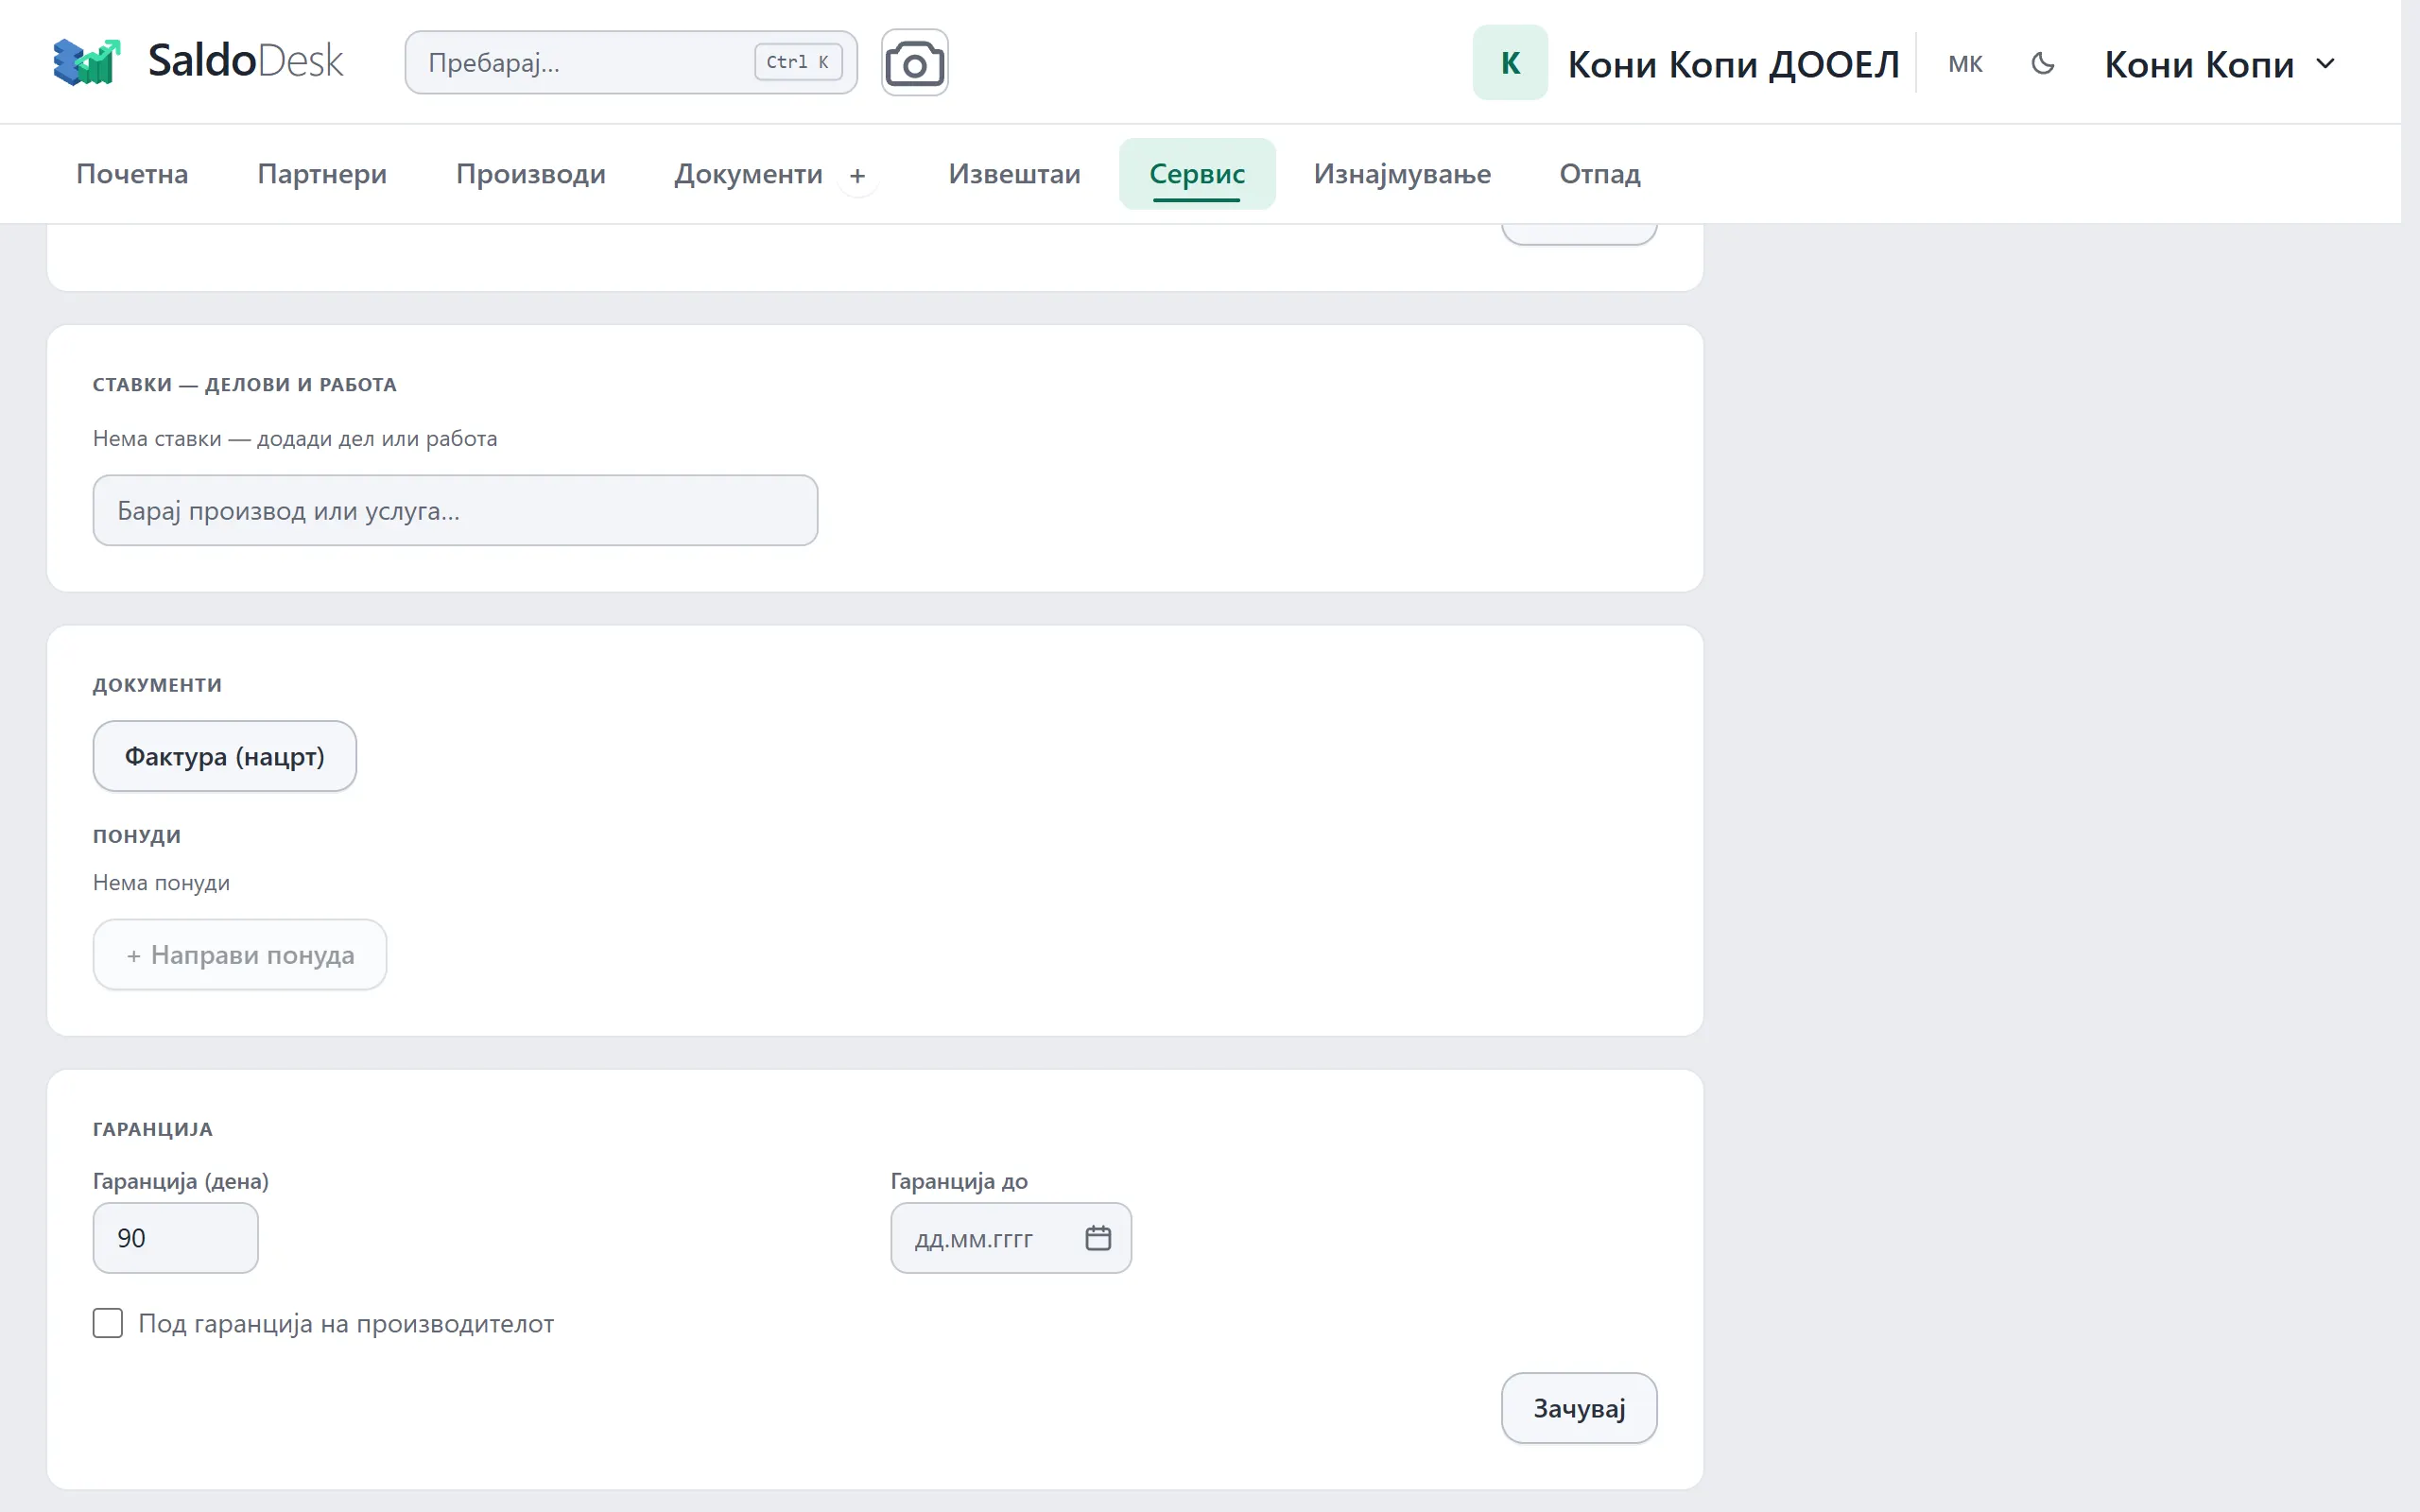 SaldoDesk
Пребарај...
Ctrl K
К
Кони Копи ДООЕЛ
МК
Кони Копи
Почетна
Партнери
Производи
Документи +
Извештаи
Сервис
Изнајмување
Отпад
СТАВКИ — ДЕЛОВИ И РАБОТА
Нема ставки — додади дел или работа
Барај производ или услуга...
ДОКУМЕНТИ
Фактура (нацрт)
ПОНУДИ
Нема понуди
+ Направи понуда
ГАРАНЦИЈА
Гаранција (дена)
Гаранција до
90
дд.мм.гггг
Под гаранција на производителот
Зачувај